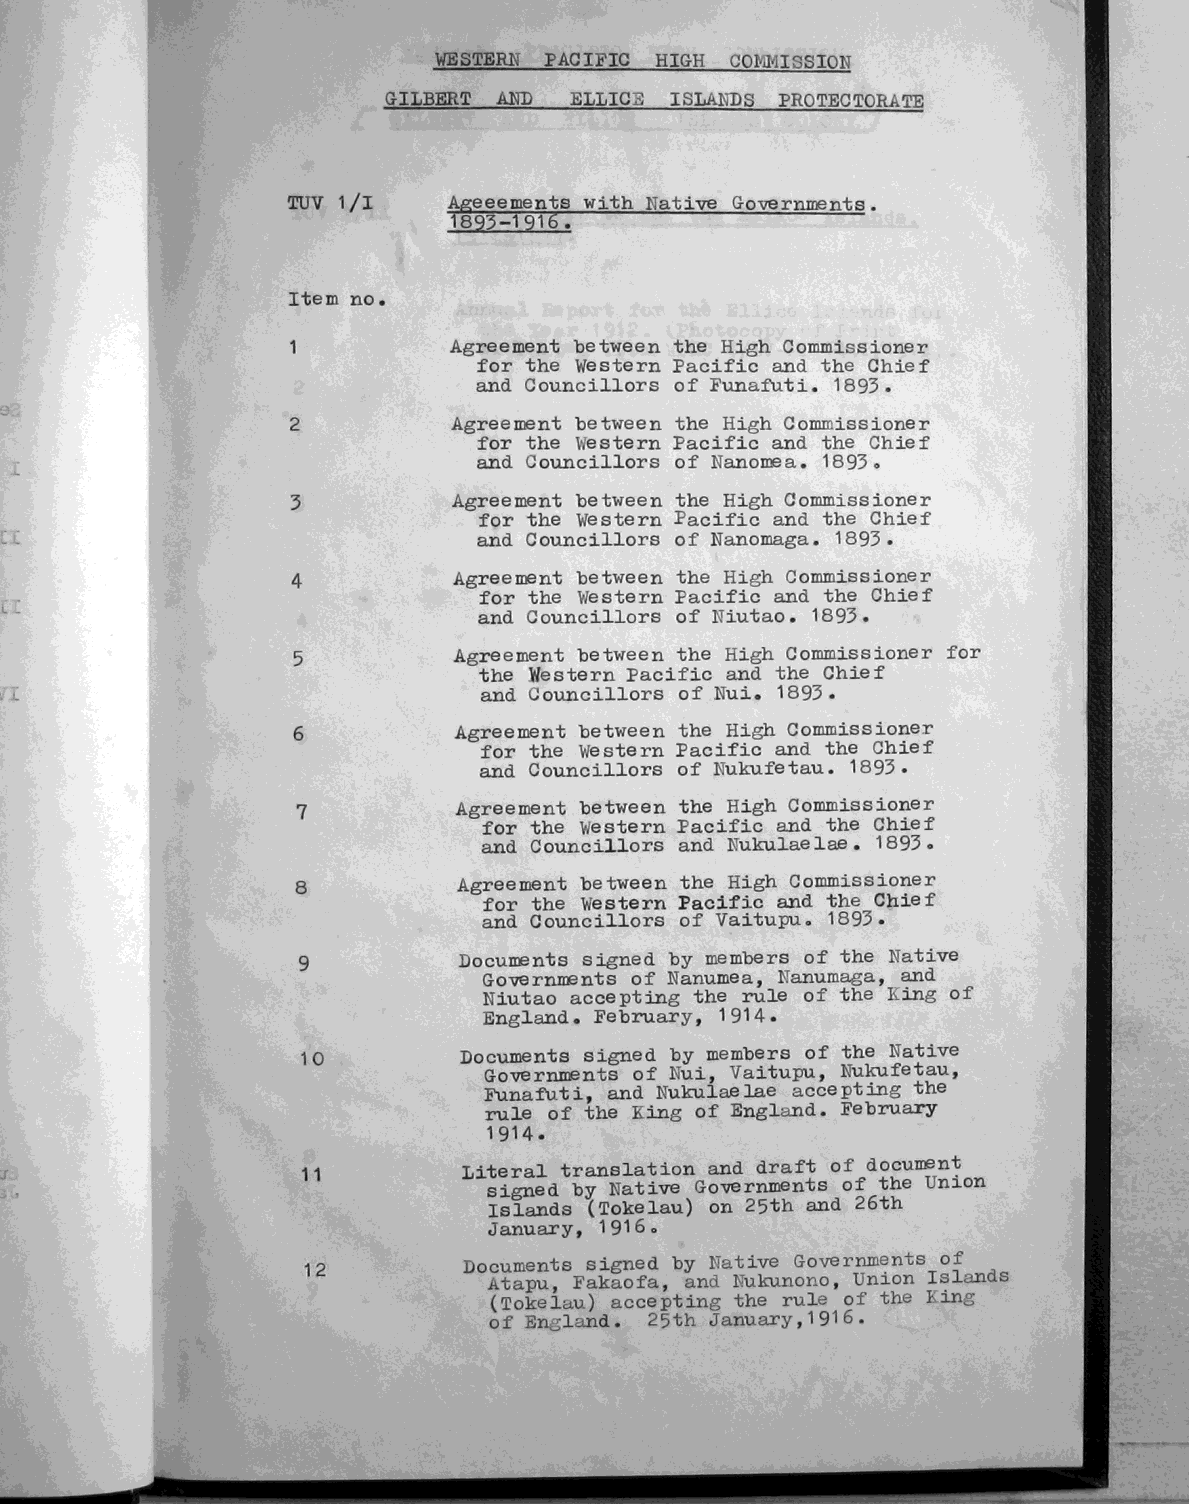 WESTERN PACIFIC HIGH COMMISSION
GILBERT AND ELLICE ISLANDS PROTECTORATE
TUV 1/I Ageeements with Native Governments.
1893-1916.
Item no.
1 Agreement between the High Commissioner
for the Western Pacific and the Chief
and Councillors of Funafuti. 1893.
2 Agreement between the High Commissioner
for the Western Pacific and the Chief
and Councillors of Nanomea. 1893.
3 Agreement between the High Commissioner
for the Western Pacific and the Chief
and Councillors of Nanomaga. 1893.
4 Agreement between the High Commissioner
for the Western Pacific and the Chief
and Councillors of Niutao. 1893.
5 Agreement between the High Commissioner for
the Western Pacific and the Chief
and Councillors of Nui. 1893.
6 Agreement between the High Commissioner
for the Western Pacific and the Chief
and Councillors of Nukufetau. 1893.
7 Agreement between the High Commissioner
for the Western Pacific and the Chief
and Councillors and Nukulaelae. 1893.
8 Agreement between the High Commissioner
for the Western Pacific and the Chief
and Councillors of Vaitupu. 1893.
9 Documents signed by members of the Native
Governments of Nanumea, Nanumaga, and
Niutao accepting the rule of the King of
England. February, 1914.
10 Documents signed by members of the Native
Governments of Nui, Vaitupu, Nukufetau,
Funafuti, and Nukulaelae accepting the
rule of the King of England. February
1914.
11 Literal translation and draft of document
signed by Native Governments of the Union
Islands (Tokelau) on 25th and 26th
January, 1916.
12 Documents signed by Native Governments of
Atapu, Fakaofa, and Nukunono, Union Islands
(Tokelau) accepting the rule of the King
of England. 25th January,1916.